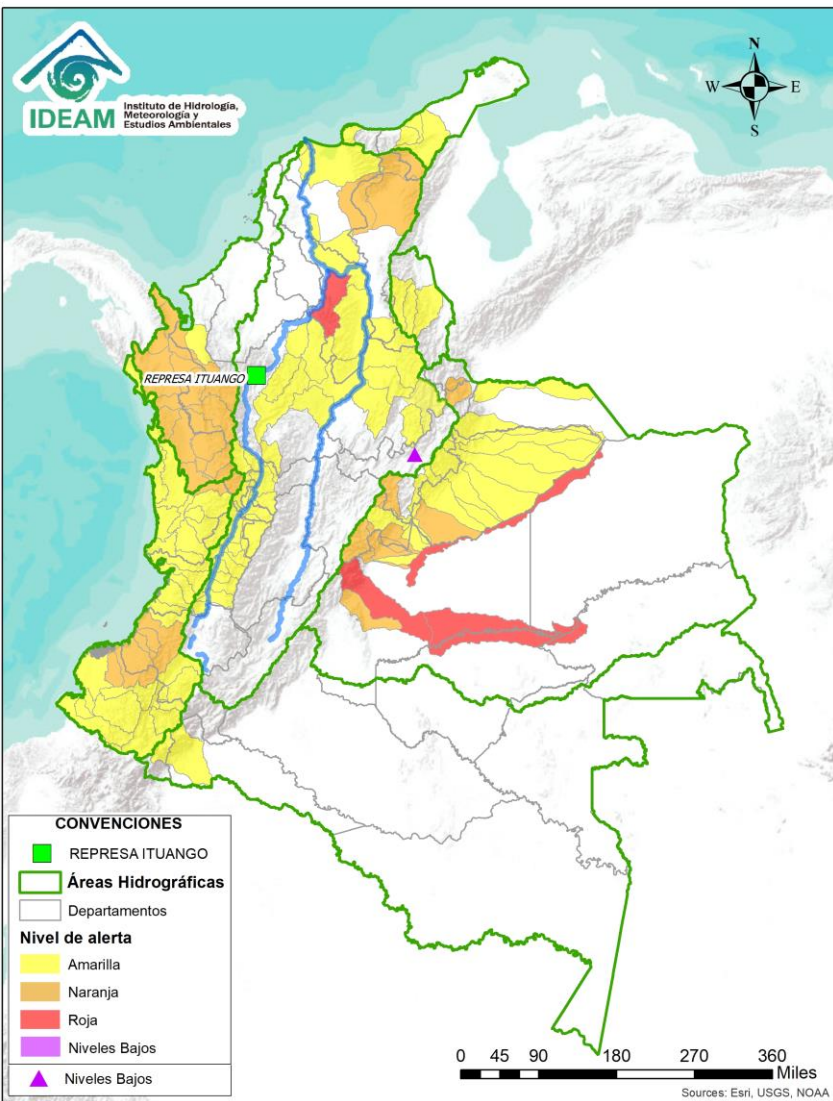 IDEAM
Instituto de Hidrología,
Meteorología y
Estudios Ambientales
N
W
E
S
REPRESA ITUANGO
CONVENCIONES
REPRESA ITUANGO
Áreas Hidrográficas
Departamentos
Nivel de alerta
Amarilla
Naranja
Roja
Niveles Bajos
Niveles Bajos
0 45 90 180 270 360
Miles
Sources: Esri, USGS, NOAA